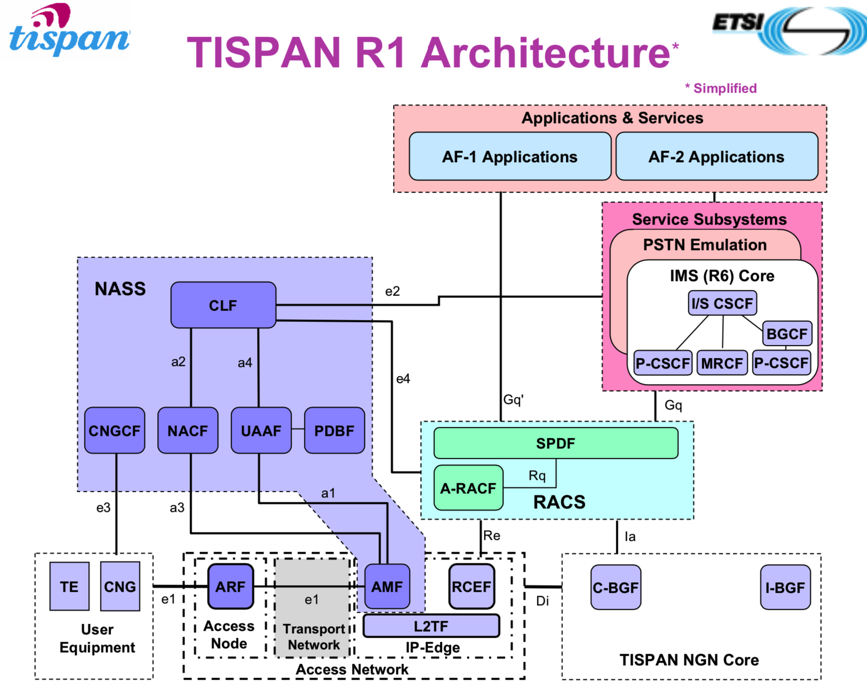 tispan
ETSI
TISPAN R1 Architecture*
* Simplified
Applications & Services
AF-1 Applications
AF-2 Applications
Service Subsystems
PSTN Emulation
IMS (R6) Core
I/S CSCF
BGCF
P-CSCF
MRCF
P-CSCF
NASS
CLF
e2
a2
a4
e4
Gq'
Gq
CNGCF
NACF
UAAF
PDBF
SPDF
A-RACF
Rq
RACS
e3
a3
a1
Re
Ia
TE
CNG
User
Equipment
e1
ARF
Access
Node
e1
Transport
Network
AMF
RCEF
L2TF
IP-Edge
Access Network
Di
C-BGF
I-BGF
TISPAN NGN Core